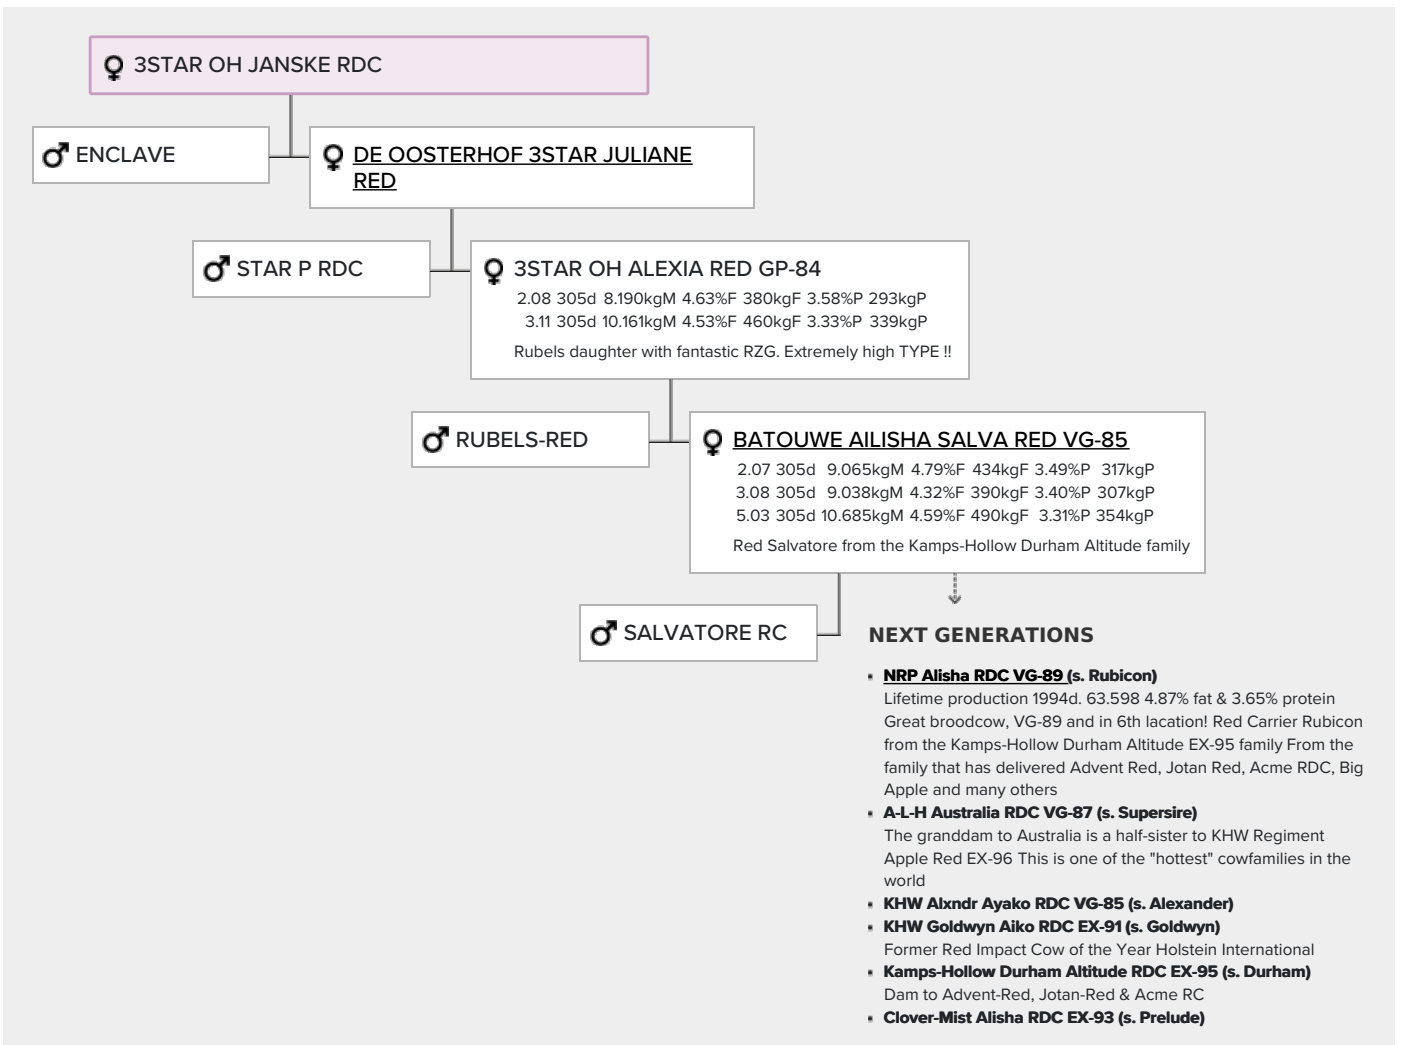 3STAR OH JANSKE RDC
ENCLAVE
DE OOSTERHOF 3STAR JULIANE
RED
STAR P RDC
3STAR OH ALEXIA RED GP-84
2.08 305d 8.190kgM 4.63%F 380kgF 3.58%P 293kgP
3.11 305d 10.161kgM 4.53%F 460kgF 3.33%P 339kgP
Rubels daughter with fantastic RZG. Extremely high TYPE !!
RUBELS-RED
BATOUWE AILISHA SALVA RED VG-85
2.07 305d 9.065kgM 4.79%F 434kgF 3.49%P 317kgP
3.08 305d 9.038kgM 4.32%F 390kgF 3.40%P 307kgP
5.03 305d 10.685kgM 4.59%F 490kgF 3.31%P 354kgP
Red Salvatore from the Kamps-Hollow Durham Altitude family
SALVATORE RC
NEXT GENERATIONS
▪ NRP Alisha RDC VG-89 (s. Rubicon)
Lifetime production 1994d. 63.598 4.87% fat & 3.65% protein
Great broodcow, VG-89 and in 6th lacation! Red Carrier Rubicon
from the Kamps-Hollow Durham Altitude EX-95 family From the
family that has delivered Advent Red, Jotan Red, Acme RDC, Big
Apple and many others
▪ A-L-H Australia RDC VG-87 (s. Supersire)
The granddam to Australia is a half-sister to KHW Regiment
Apple Red EX-96 This is one of the "hottest" cowfamilies in the
world
▪ KHW Alxndr Ayako RDC VG-85 (s. Alexander)
▪ KHW Goldwyn Aiko RDC EX-91 (s. Goldwyn)
Former Red Impact Cow of the Year Holstein International
▪ Kamps-Hollow Durham Altitude RDC EX-95 (s. Durham)
Dam to Advent-Red, Jotan-Red & Acme RC
▪ Clover-Mist Alisha RDC EX-93 (s. Prelude)